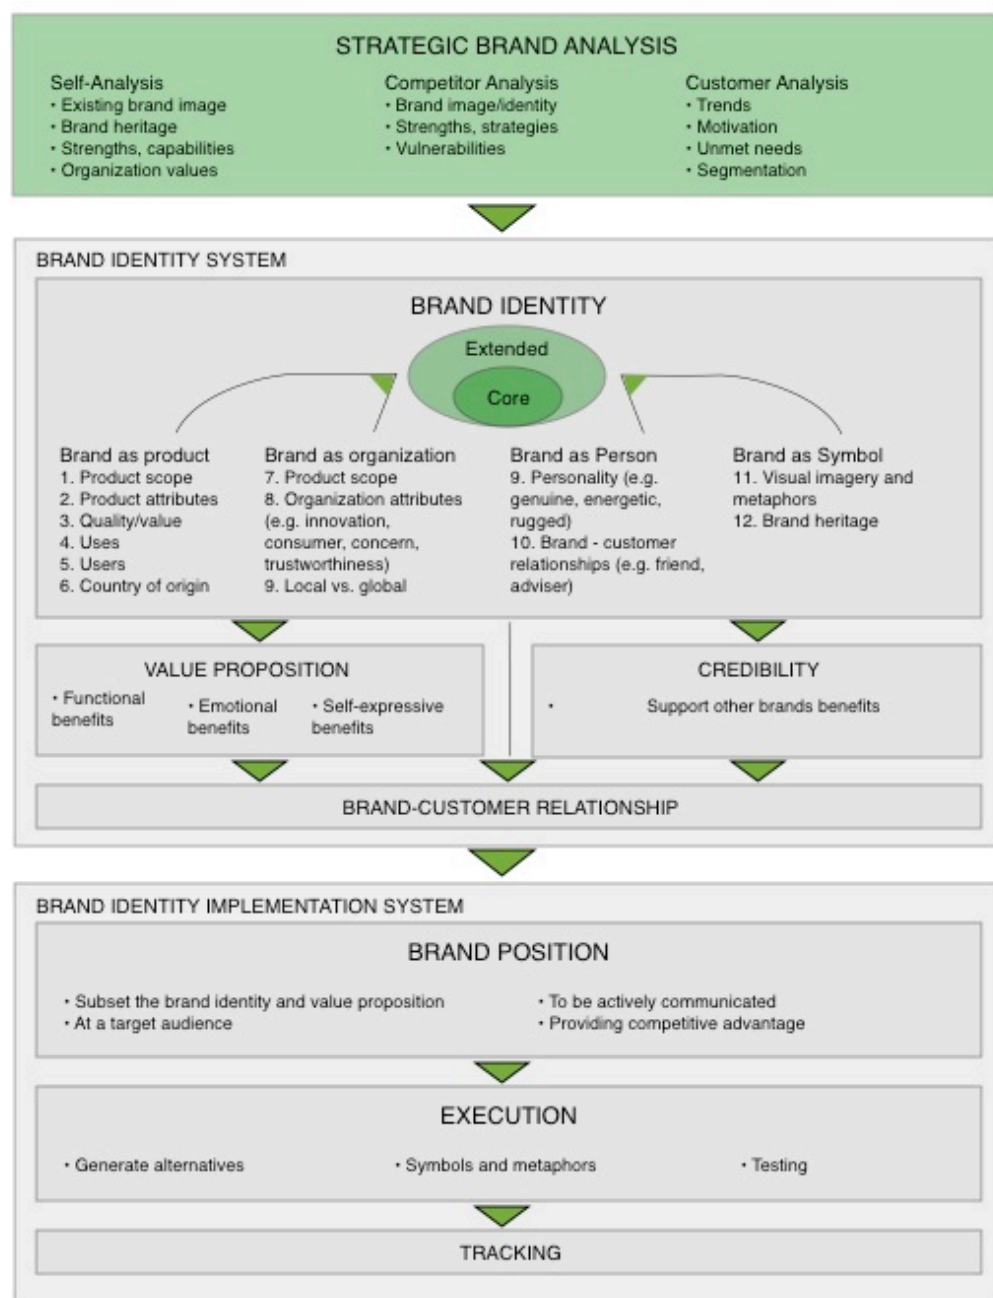 STRATEGIC BRAND ANALYSIS
Self-Analysis
• Existing brand image
• Brand heritage
• Strengths, capabilities
• Organization values
Competitor Analysis
• Brand image/identity
• Strengths, strategies
• Vulnerabilities
Customer Analysis
• Trends
• Motivation
• Unmet needs
• Segmentation
BRAND IDENTITY SYSTEM
BRAND IDENTITY
Extended
Core
Brand as product
1. Product scope
2. Product attributes
3. Quality/value
4. Uses
5. Users
6. Country of origin
Brand as organization
7. Product scope
8. Organization attributes
(e.g. innovation,
consumer, concern,
trustworthiness)
9. Local vs. global
Brand as Person
9. Personality (e.g.
genuine, energetic,
rugged)
10. Brand - customer
relationships (e.g. friend,
adviser)
Brand as Symbol
11. Visual imagery and
metaphors
12. Brand heritage
VALUE PROPOSITION
• Functional
benefits
• Emotional
benefits
• Self-expressive
benefits
CREDIBILITY
• Support other brands benefits
BRAND-CUSTOMER RELATIONSHIP
BRAND IDENTITY IMPLEMENTATION SYSTEM
BRAND POSITION
• Subset the brand identity and value proposition
• At a target audience
• To be actively communicated
• Providing competitive advantage
EXECUTION
• Generate alternatives
• Symbols and metaphors
• Testing
TRACKING